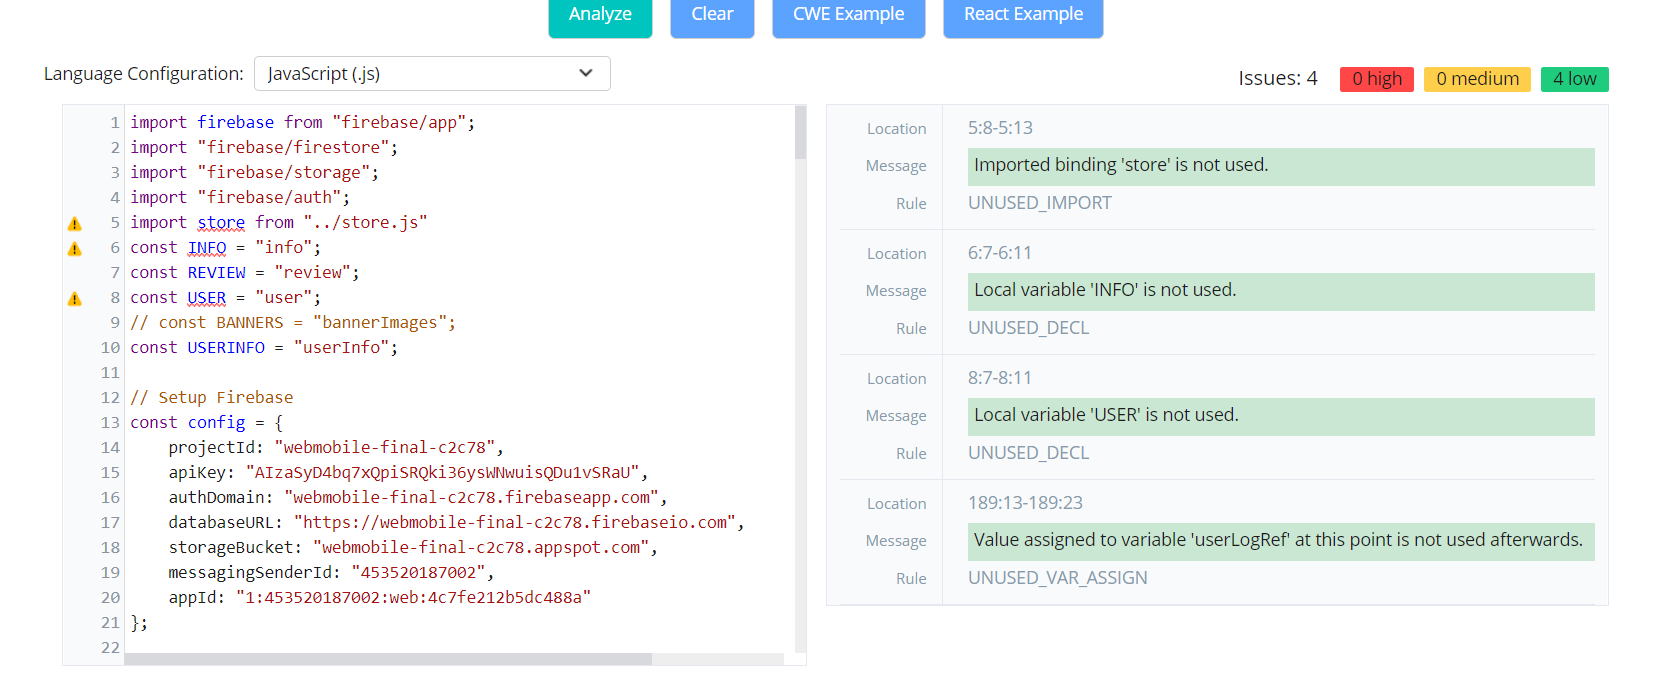 Analyze Clear CWE Example React Example
Language Configuration: JavaScript (.js)
Issues: 4 0 high 0 medium 4 low
1 import firebase from "firebase/app";
2 import "firebase/firestore";
3 import "firebase/storage";
4 import "firebase/auth";
5 import store from "../store.js"
6 const INFO = "info";
7 const REVIEW = "review";
8 const USER = "user";
9 // const BANNERS = "bannerImages";
10 const USERINFO = "userInfo";
11
12 // Setup Firebase
13 const config = {
14 projectId: "webmobile-final-c2c78",
15 apiKey: "AIzaSyD4bq7xQpiSRQki36ysWNwuisQDu1vSRaU",
16 authDomain: "webmobile-final-c2c78.firebaseapp.com",
17 databaseURL: "https://webmobile-final-c2c78.firebaseio.com",
18 storageBucket: "webmobile-final-c2c78.appspot.com",
19 messagingSenderId: "453520187002",
20 appId: "1:453520187002:web:4c7fe212b5dc488a"
21 };
22
Location 5:8-5:13
Message Imported binding 'store' is not used.
Rule UNUSED_IMPORT
Location 6:7-6:11
Message Local variable 'INFO' is not used.
Rule UNUSED_DECL
Location 8:7-8:11
Message Local variable 'USER' is not used.
Rule UNUSED_DECL
Location 189:13-189:23
Message Value assigned to variable 'userLogRef' at this point is not used afterwards.
Rule UNUSED_VAR_ASSIGN